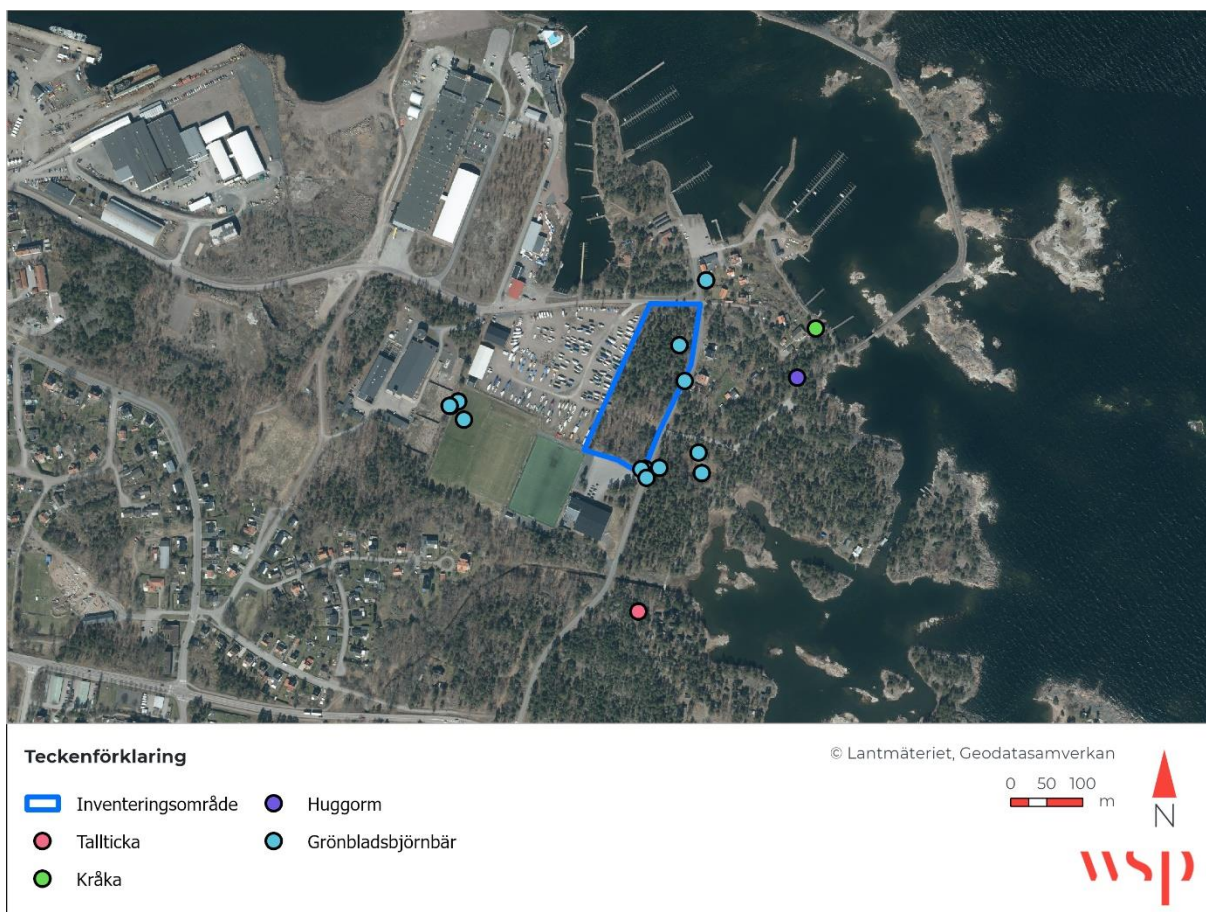 Teckenförklaring
Inventeringsområde
Tallticka
Kråka
Huggorm
Grönbladsbjörnbär
© Lantmäteriet, Geodatasamverkan
0 50 100
m
N
wsp